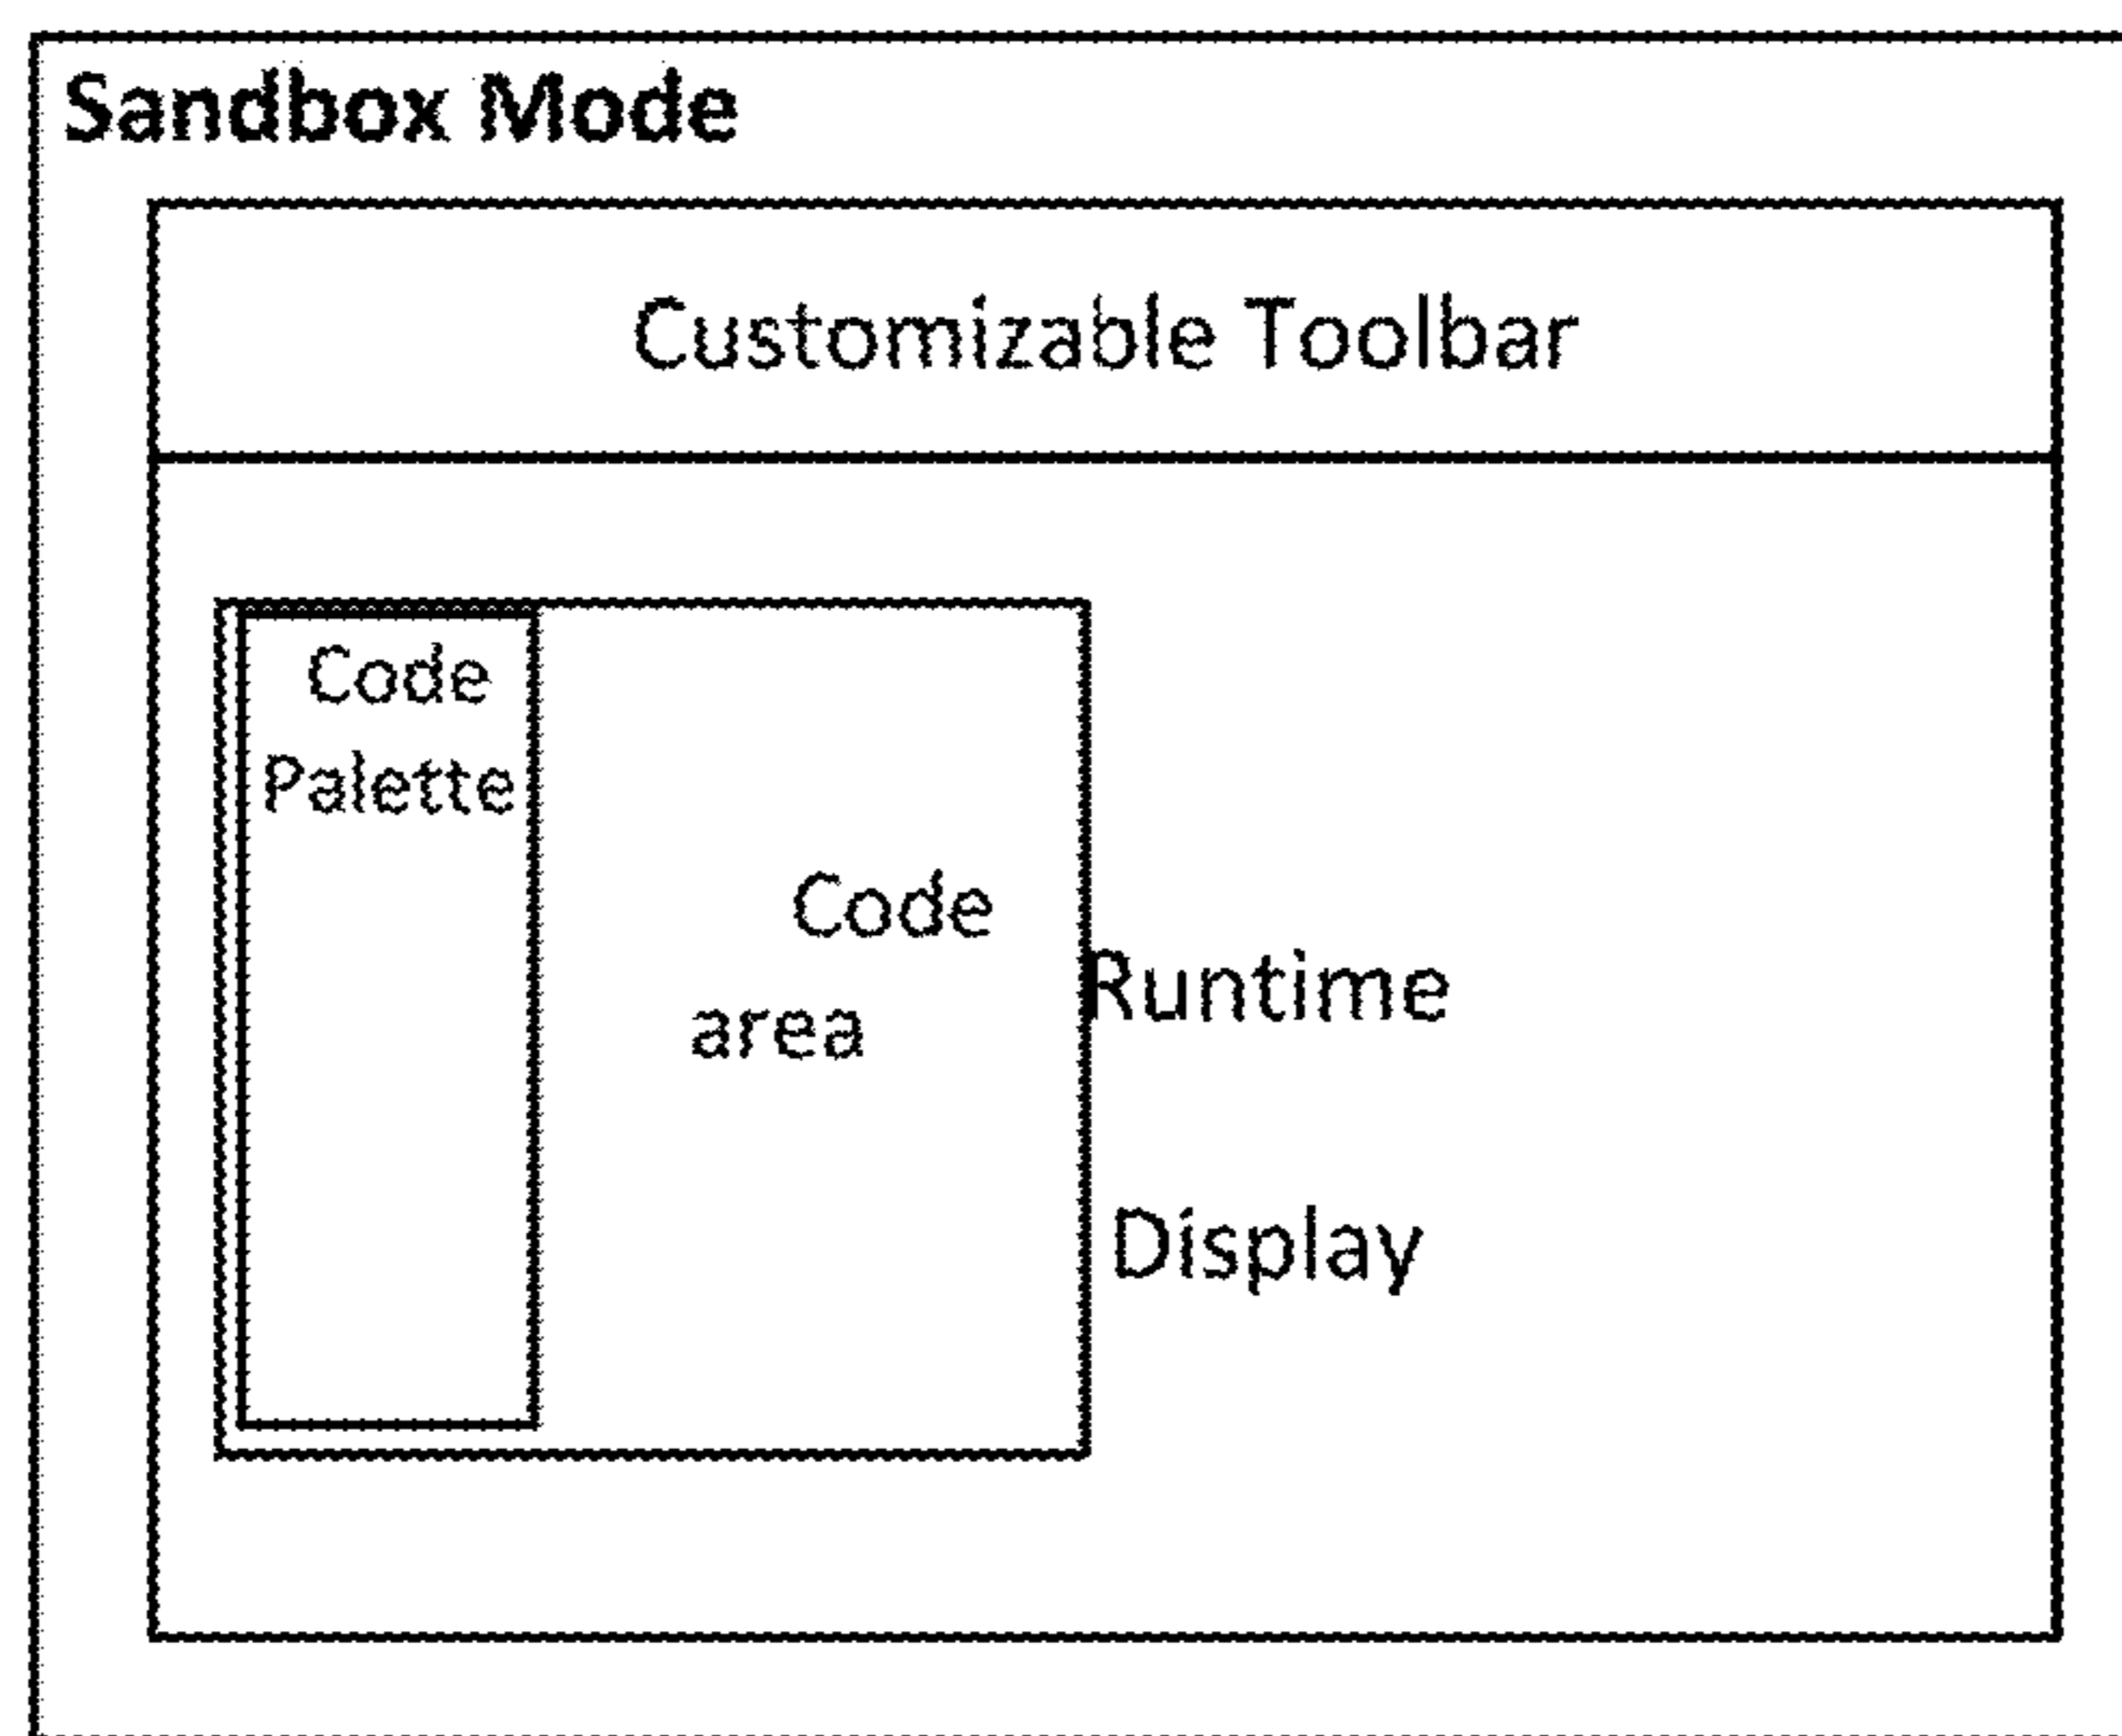 Sandbox Mode
Customizable Toolbar
Code
Palette
Code
area
Runtime
Display